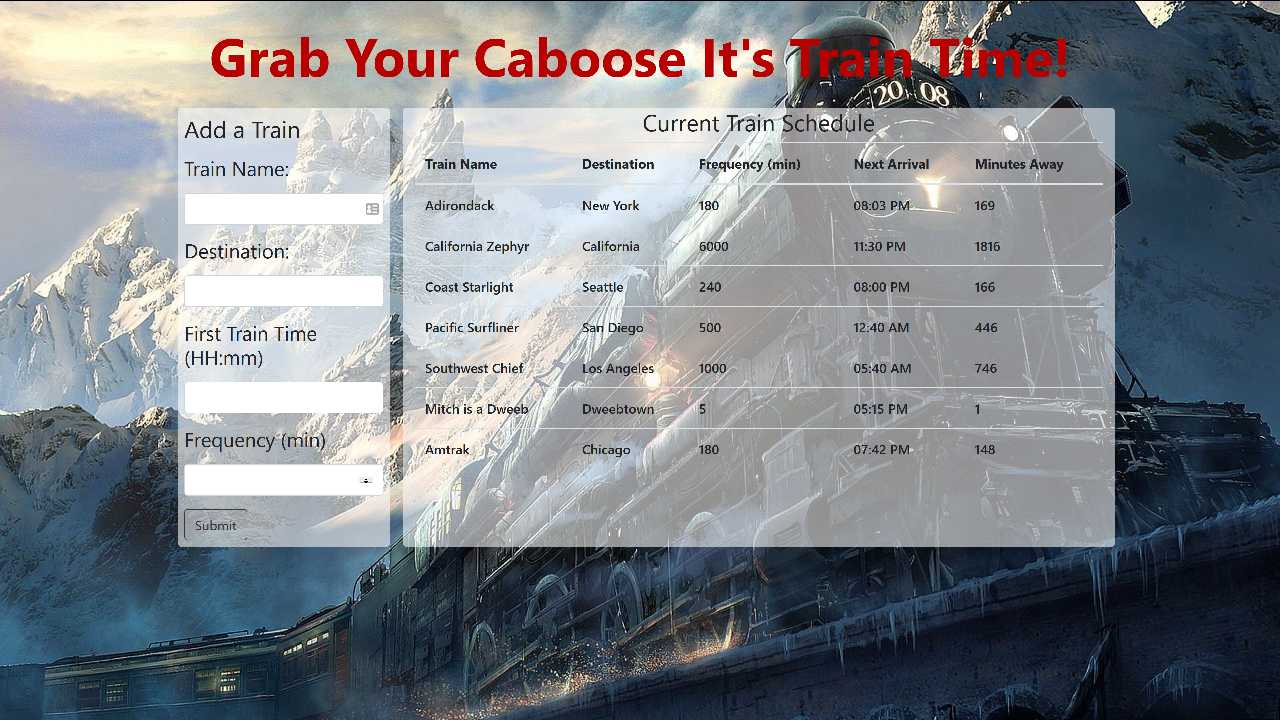 Grab Your Caboose It's Train Time!
20 08
Add a Train
Train Name:
Destination:
First Train Time
(HH:mm)
Frequency (min)
Submit
Current Train Schedule
Train Name Destination Frequency (min) Next Arrival Minutes Away
Adirondack New York 180 08:03 PM 169
California Zephyr California 6000 11:30 PM 1816
Coast Starlight Seattle 240 08:00 PM 166
Pacific Surfliner San Diego 500 12:40 AM 446
Southwest Chief Los Angeles 1000 05:40 AM 746
Mitch is a Dweeb Dweebtown 5 05:15 PM 1
Amtrak Chicago 180 07:42 PM 148